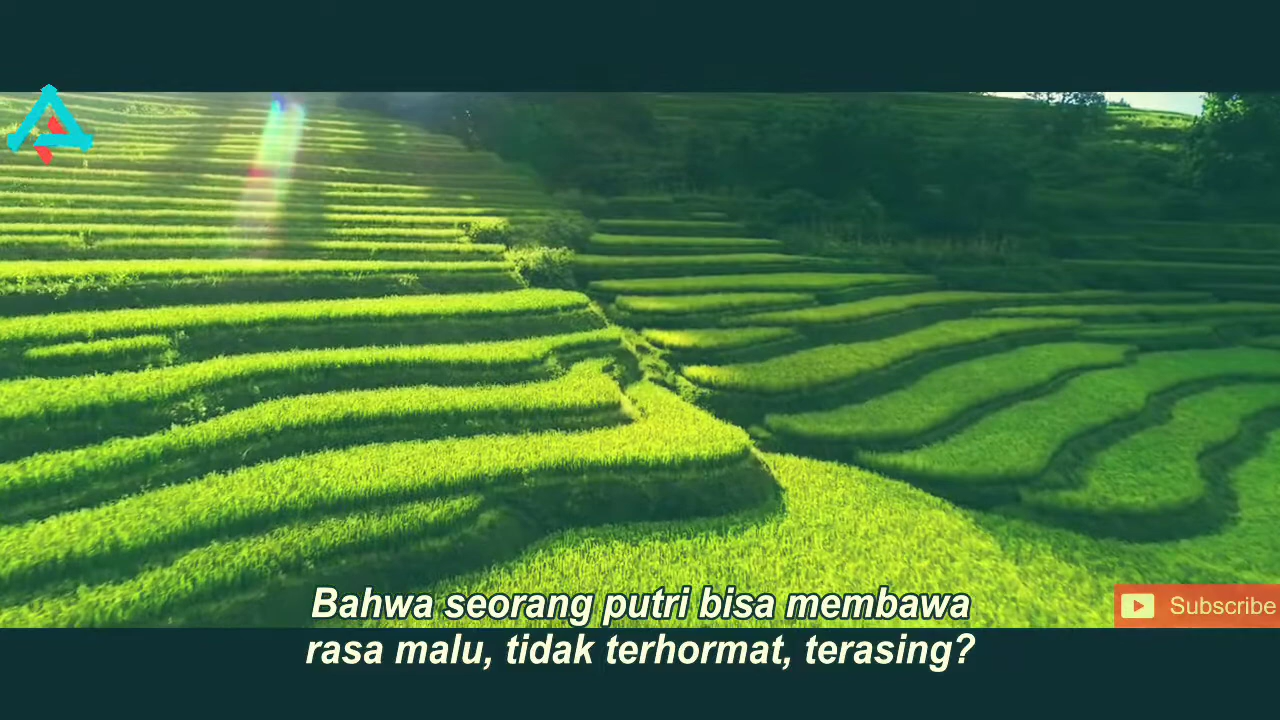 Subscribe
Bahwa seorang putri bisa membawa
rasa malu, tidak terhormat, terasing?